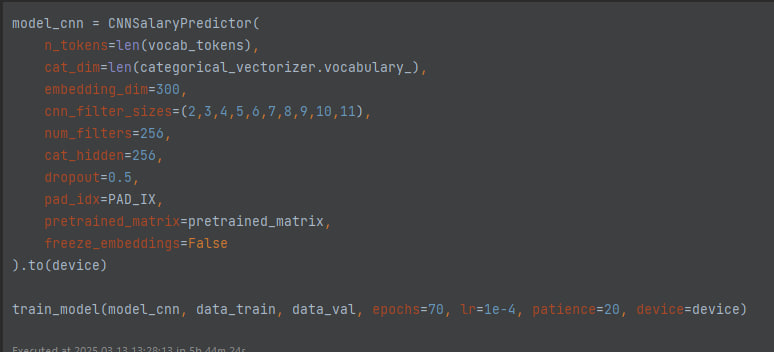 model_cnn = CNNSalaryPredictor(
    n_tokens=len(vocab_tokens),
    cat_dim=len(categorical_vectorizer.vocabulary_),
    embedding_dim=300,
    cnn_filter_sizes=(2,3,4,5,6,7,8,9,10,11),
    num_filters=256,
    cat_hidden=256,
    dropout=0.5,
    pad_idx=PAD_IX,
    pretrained_matrix=pretrained_matrix,
    freeze_embeddings=False
).to(device)
train_model(model_cnn, data_train, data_val, epochs=70, lr=1e-4, patience=20, device=device)
Executed at 2025.03.13 13:28:13 in 5h 44m 24s